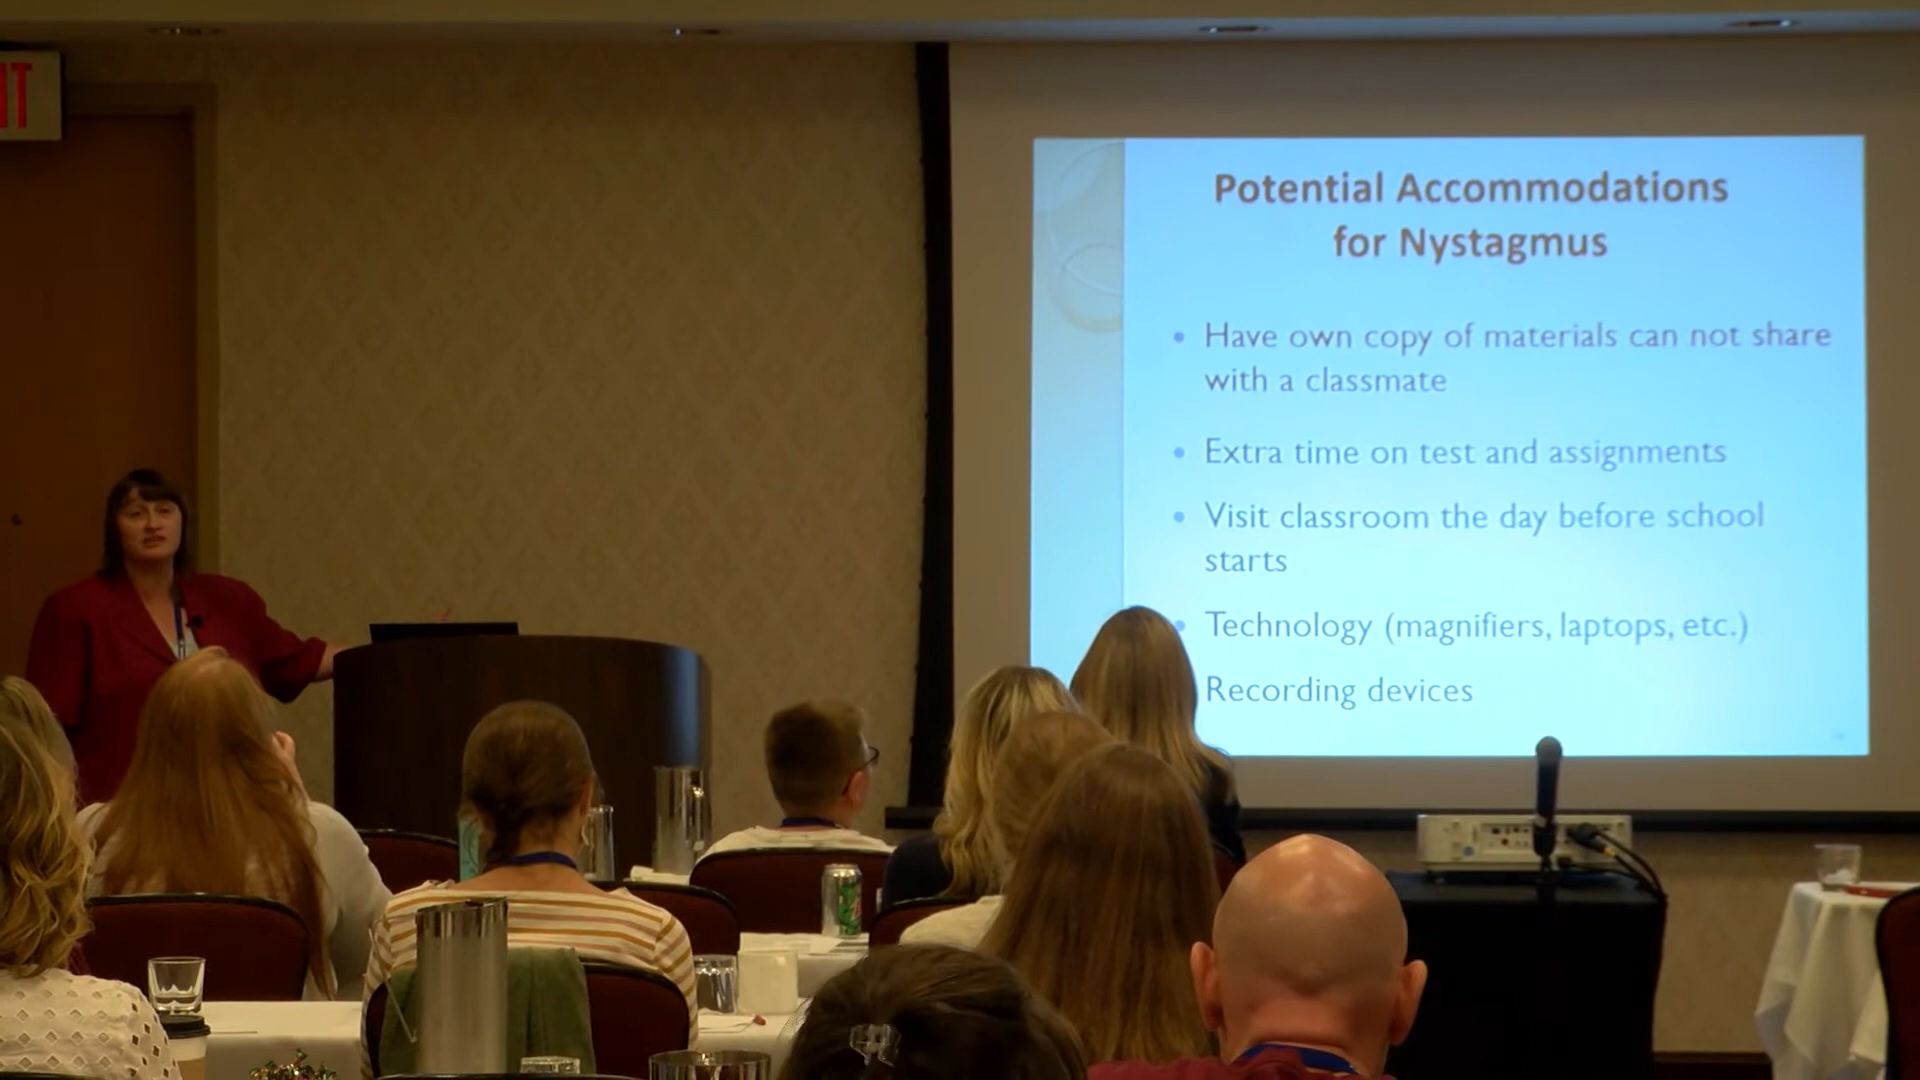 IT
Potential Accommodations
for Nystagmus
• Have own copy of materials can not share
with a classmate
• Extra time on test and assignments
• Visit classroom the day before school
starts
• Technology (magnifiers, laptops, etc.)
Recording devices